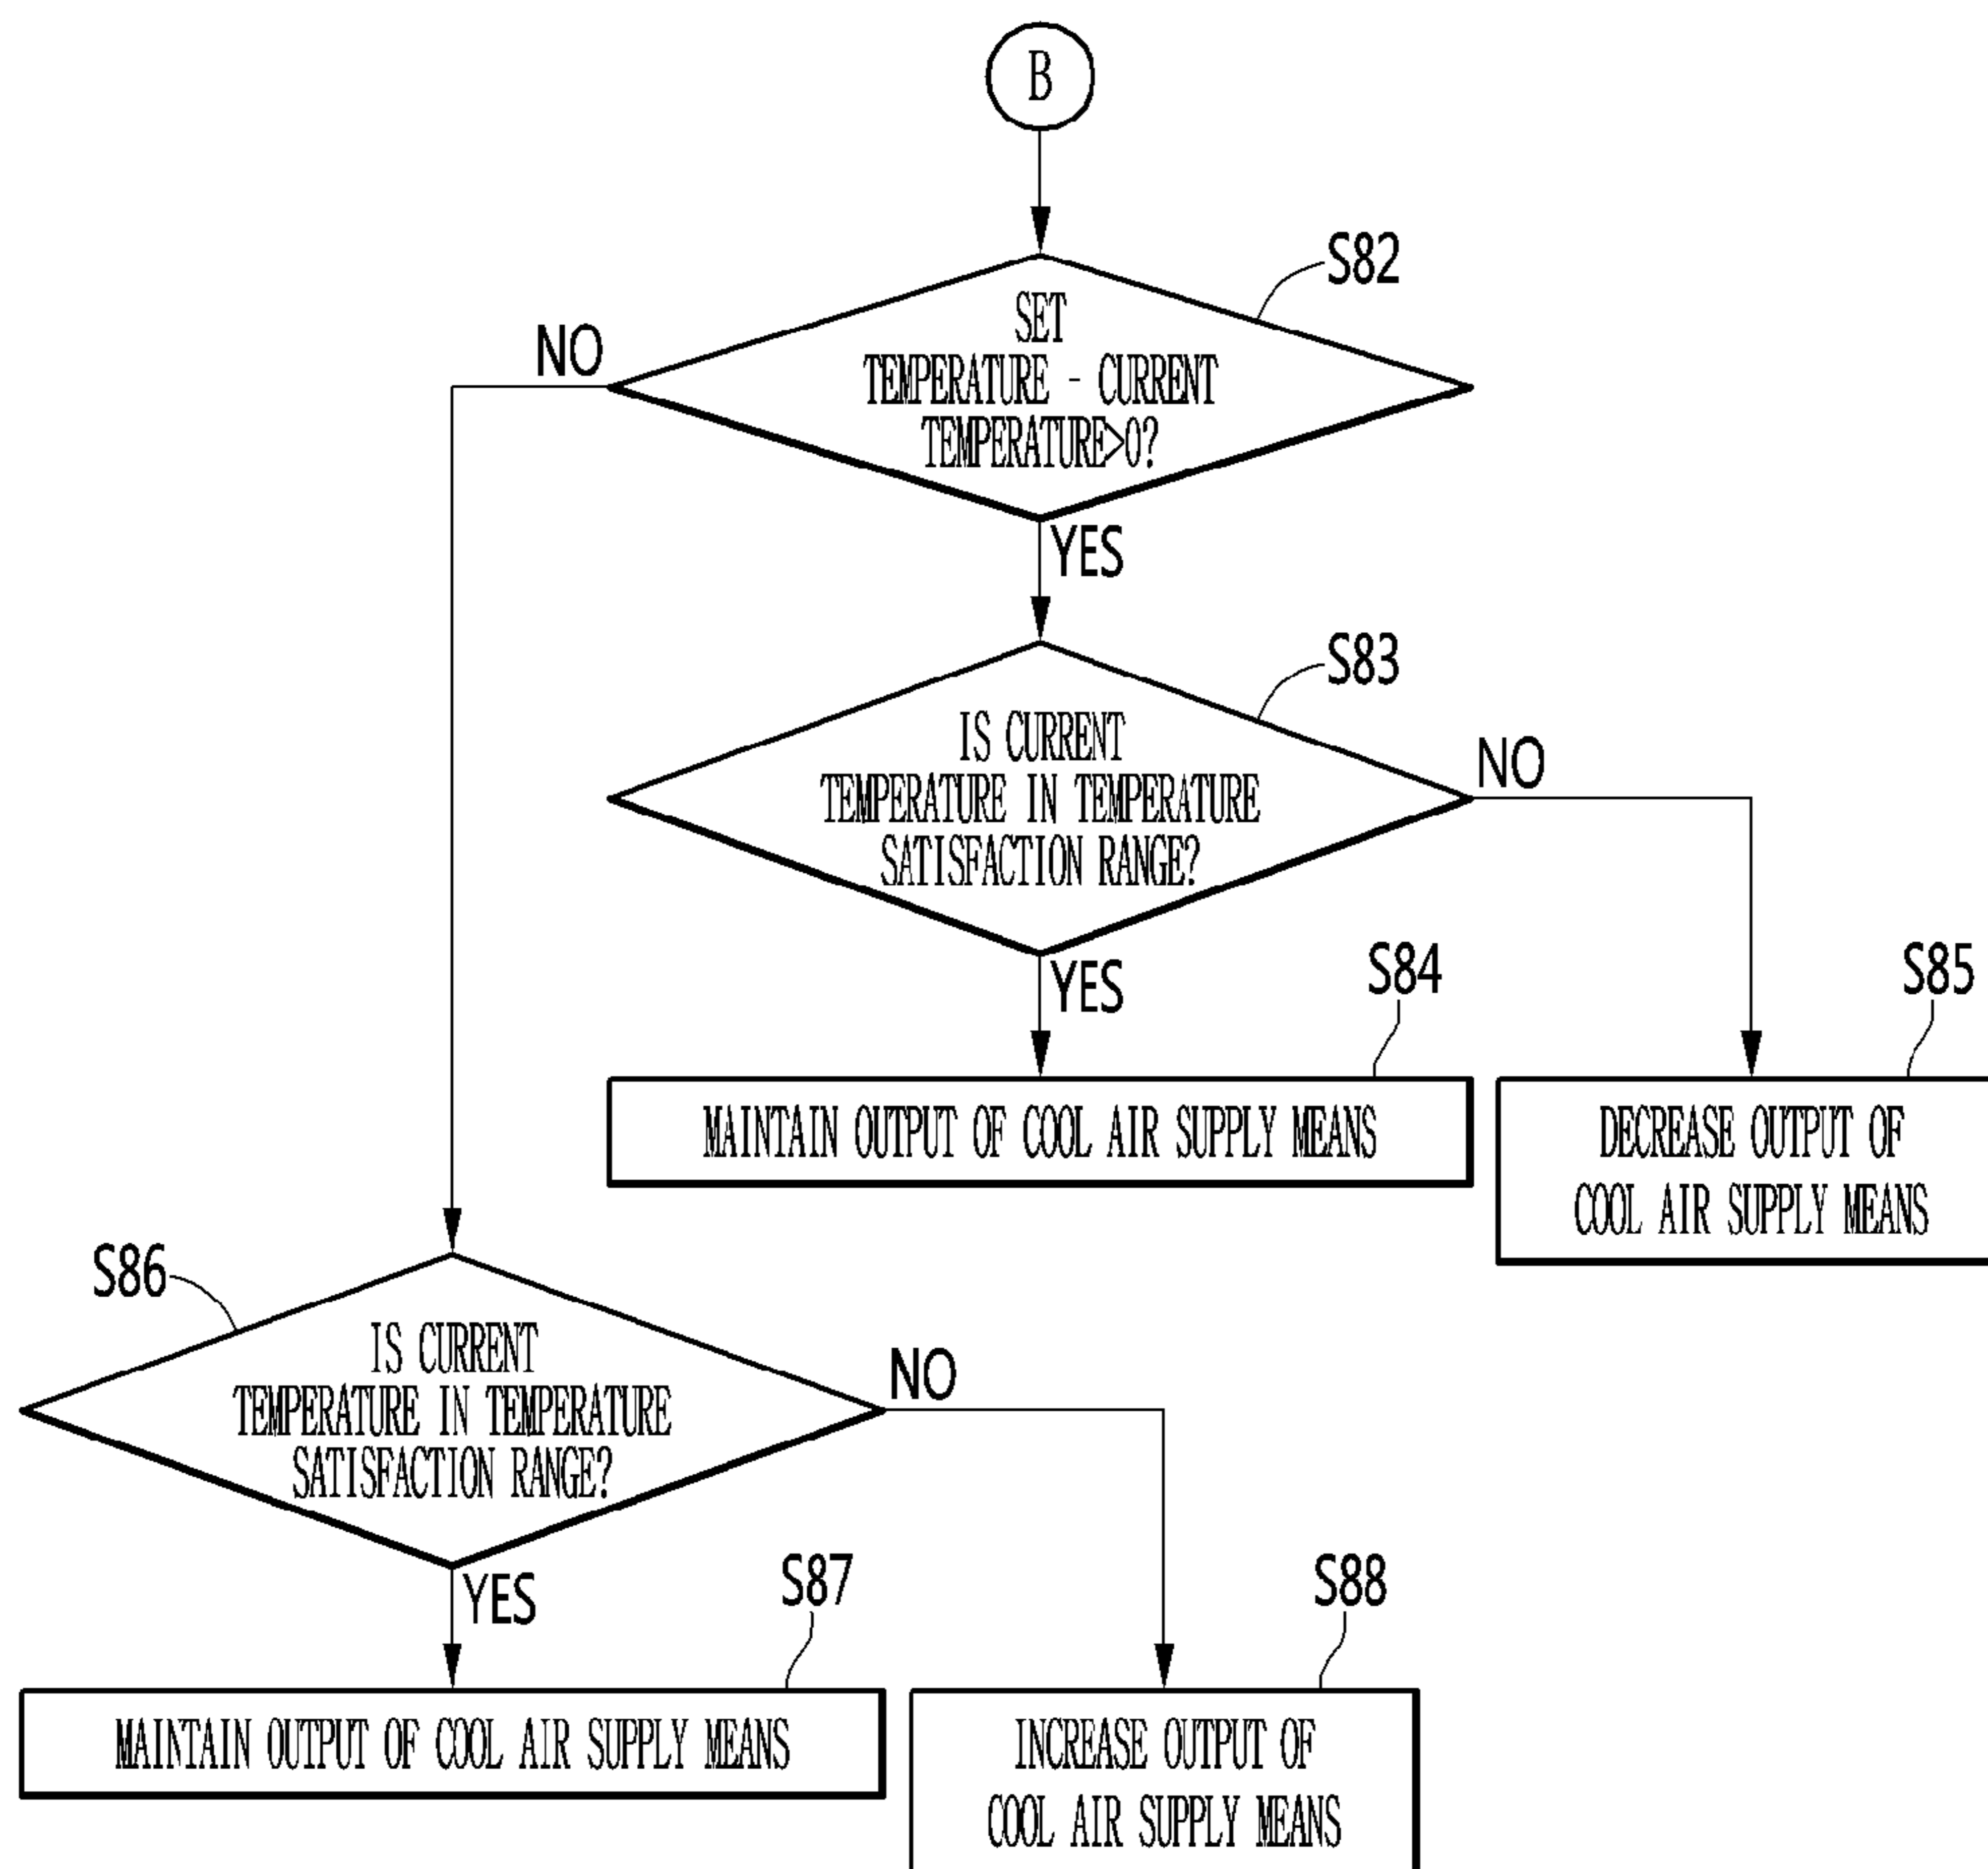 B
S82
SET
TEMPERATURE - CURRENT
TEMPERATURE>0?
NO
YES
S83
IS CURRENT
TEMPERATURE IN TEMPERATURE
SATISFACTION RANGE?
NO
YES
S84
MAINTAIN OUTPUT OF COOL AIR SUPPLY MEANS
S85
DECREASE OUTPUT OF
COOL AIR SUPPLY MEANS
S86
IS CURRENT
TEMPERATURE IN TEMPERATURE
SATISFACTION RANGE?
NO
YES
S87
MAINTAIN OUTPUT OF COOL AIR SUPPLY MEANS
S88
INCREASE OUTPUT OF
COOL AIR SUPPLY MEANS